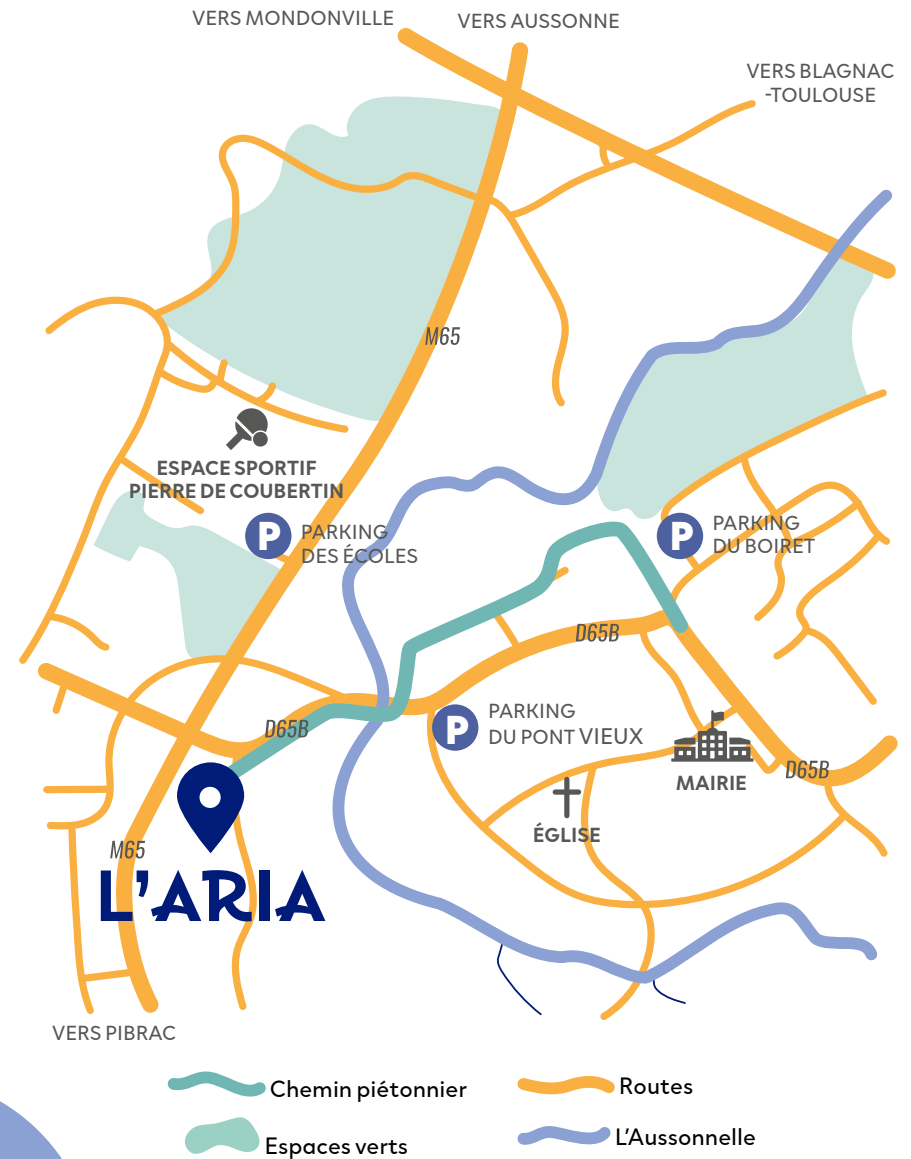 VERS MONDONVILLE
VERS AUSSONNE
VERS BLAGNAC
-TOULOUSE
M65
ESPACE SPORTIF
PIERRE DE COUBERTIN
P
PARKING
DES ÉCOLES
P
PARKING
DU BOIRET
D65B
D65B
P
PARKING
DU PONT VIEUX
MAIRIE
D65B
ÉGLISE
M65
L'ARIA
VERS PIBRAC
Chemin piétonnier
Routes
Espaces verts
L'Aussonnelle